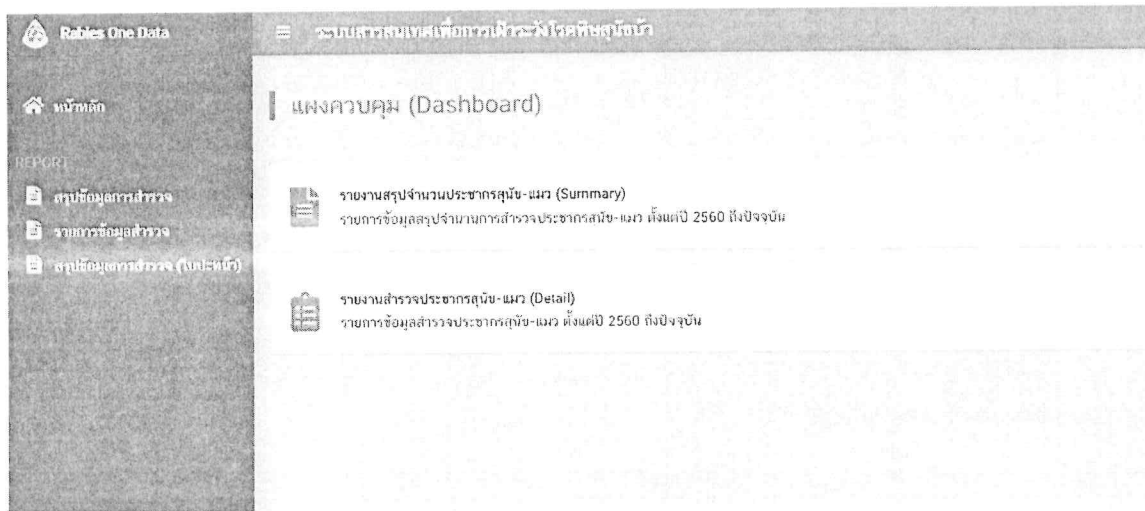 Rabies One Data
ระบบสารสนเทศเพื่อการเฝ้าระวังโรคพิษสุนัขบ้า
หน้าหลัก
แผงควบคุม (Dashboard)
REPORT
สรุปข้อมูลการสำรวจ
รายการข้อมูลสำรวจ
สรุปข้อมูลการสำรวจ (ใบปะหน้า)
รายงานสรุปจำนวนประชากรสุนัข-แมว (Summary)
รายการข้อมูลสรุปจำนวนการสำรวจประชากรสุนัข-แมว ตั้งแต่ปี 2560 ถึงปัจจุบัน
รายงานสำรวจประชากรสุนัข-แมว (Detail)
รายการข้อมูลสำรวจประชากรสุนัข-แมว ตั้งแต่ปี 2560 ถึงปัจจุบัน